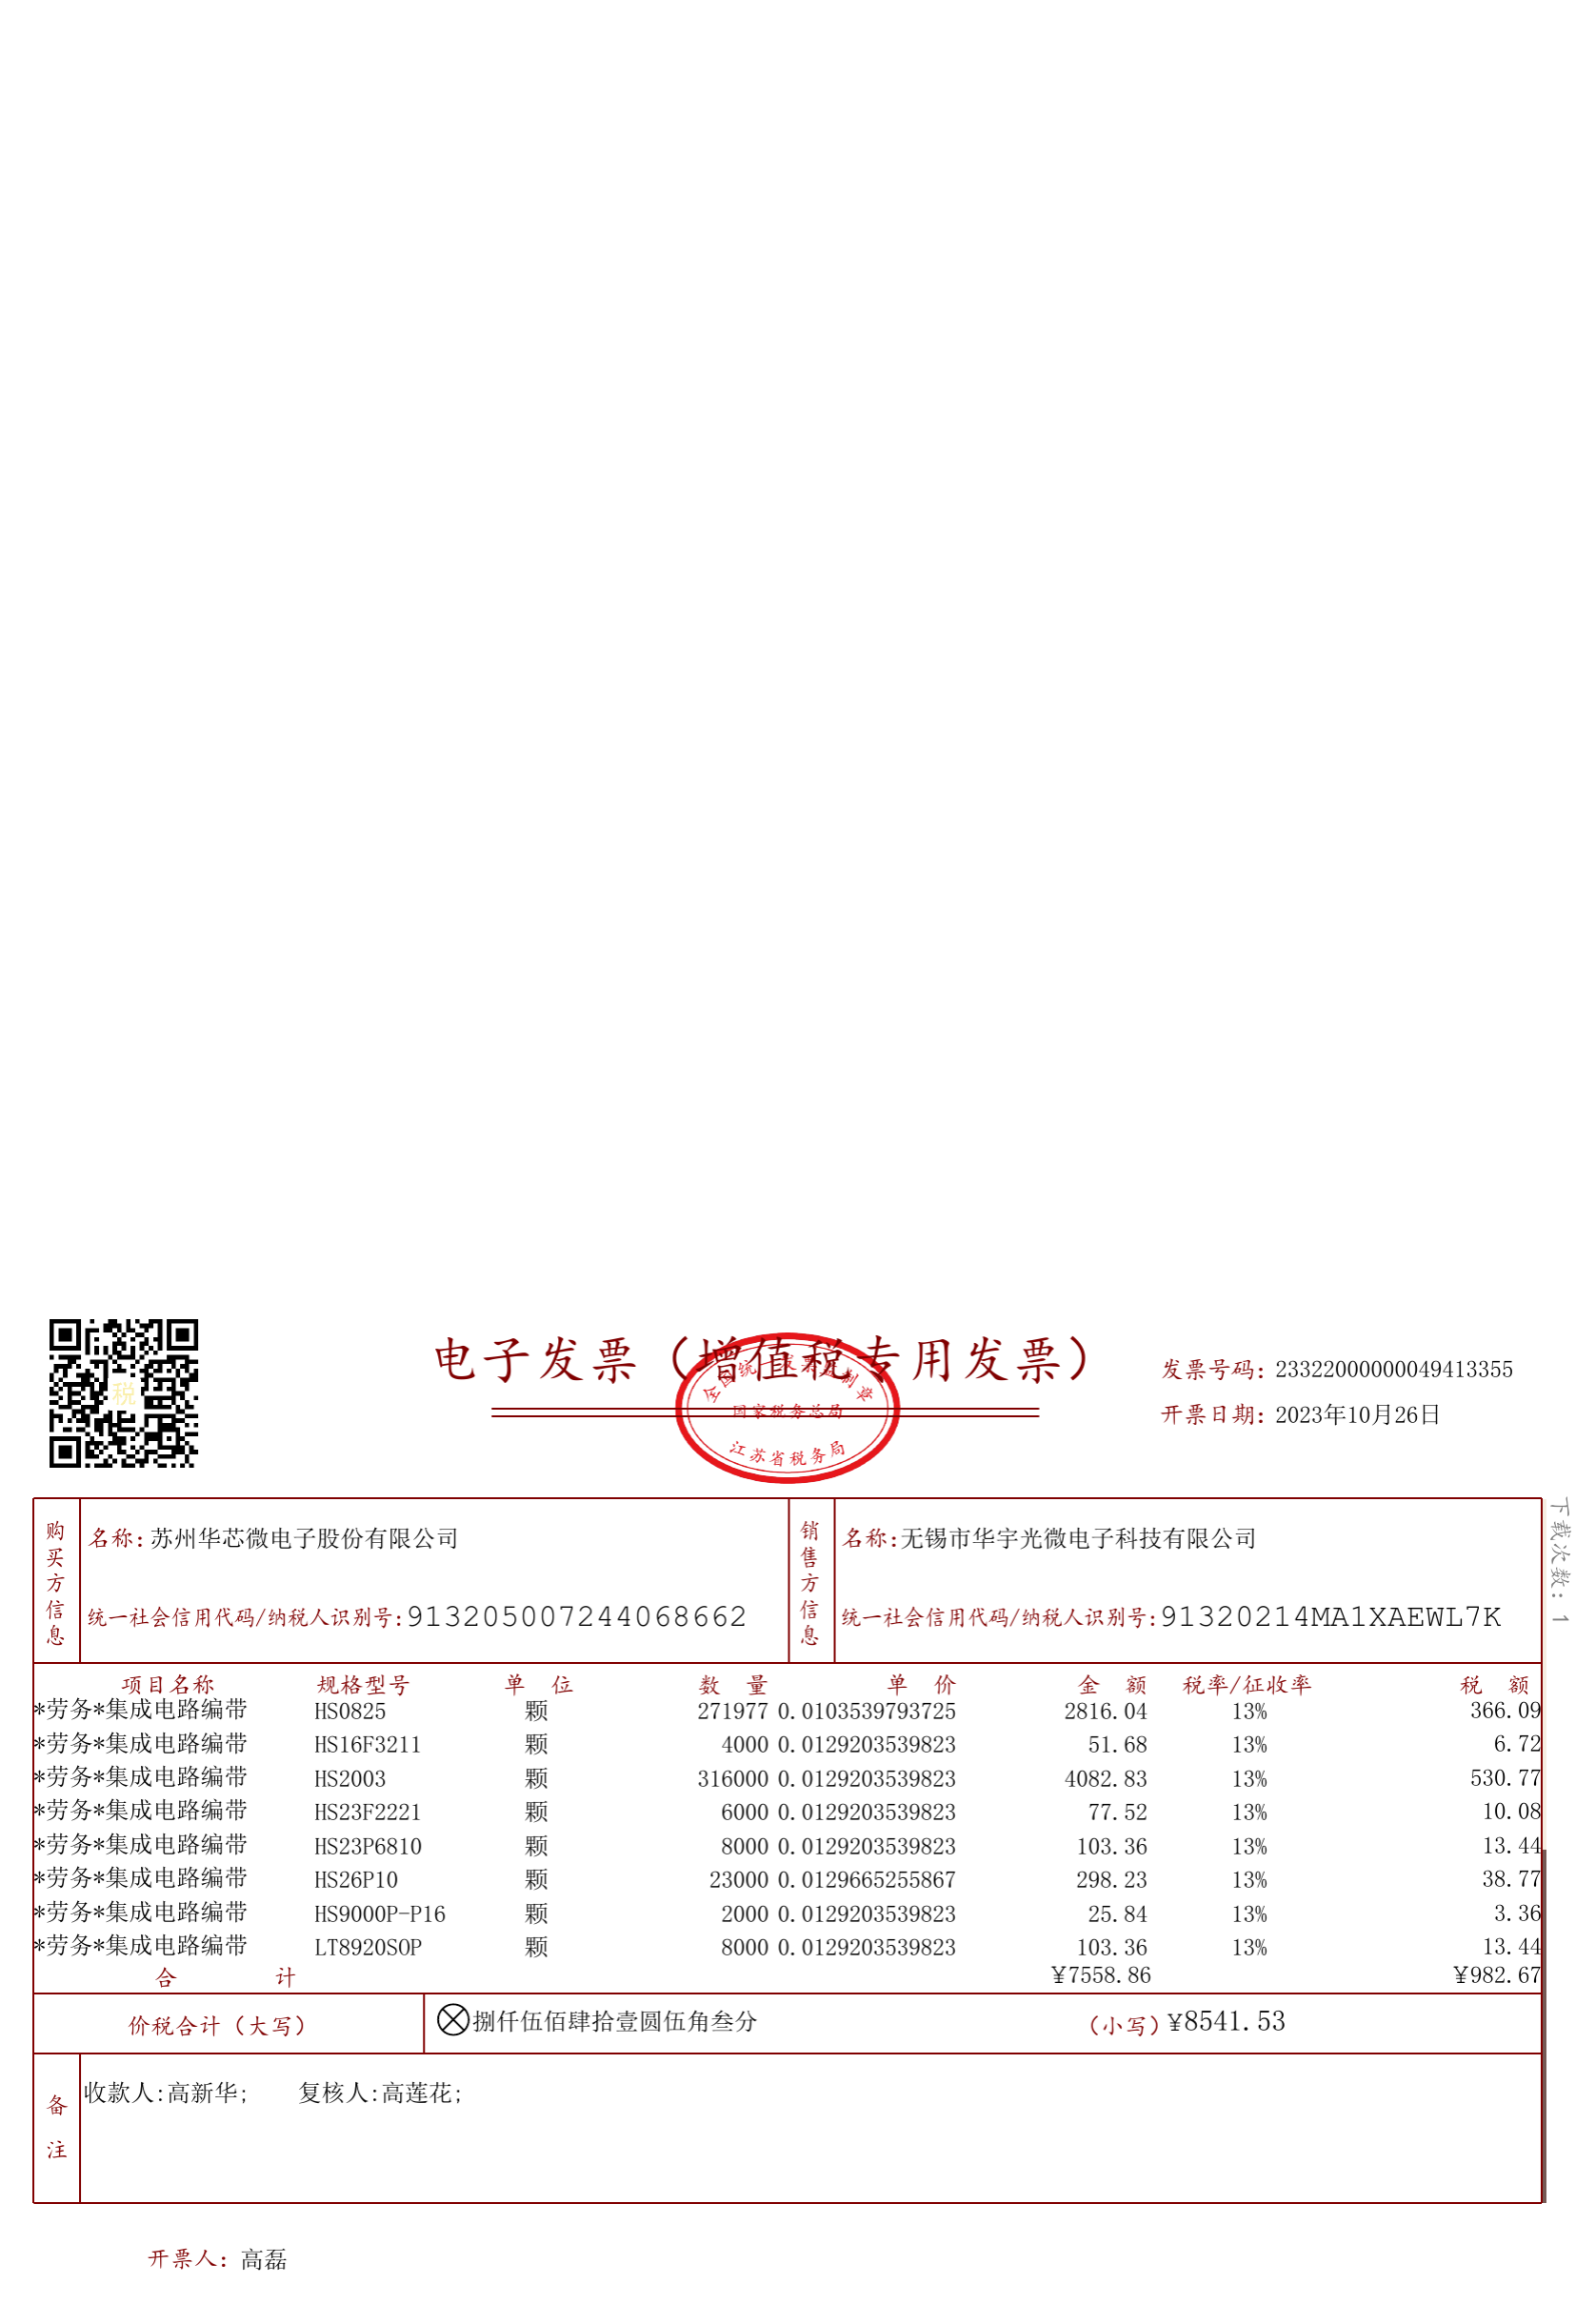 电子发票（增值税专用发票）
全国统一发票监制章
国家税务总局
江苏省税务局
税
发票号码: 23322000000049413355
开票日期: 2023年10月26日
下载次数: 1
购买方信息
名称: 苏州华芯微电子股份有限公司
统一社会信用代码/纳税人识别号: 913205007244068662
销售方信息
名称: 无锡市华宇光微电子科技有限公司
统一社会信用代码/纳税人识别号: 91320214MA1XAEWL7K
项目名称 规格型号 单 位 数 量 单 价 金 额 税率/征收率 税 额
*劳务*集成电路编带 HS0825 颗 271977 0.0103539793725 2816.04 13% 366.09
*劳务*集成电路编带 HS16F3211 颗 4000 0.0129203539823 51.68 13% 6.72
*劳务*集成电路编带 HS2003 颗 316000 0.0129203539823 4082.83 13% 530.77
*劳务*集成电路编带 HS23F2221 颗 6000 0.0129203539823 77.52 13% 10.08
*劳务*集成电路编带 HS23P6810 颗 8000 0.0129203539823 103.36 13% 13.44
*劳务*集成电路编带 HS26P10 颗 23000 0.0129665255867 298.23 13% 38.77
*劳务*集成电路编带 HS9000P-P16 颗 2000 0.0129203539823 25.84 13% 3.36
*劳务*集成电路编带 LT8920SOP 颗 8000 0.0129203539823 103.36 13% 13.44
合 计 ¥7558.86 ¥982.67
价税合计（大写） 捌仟伍佰肆拾壹圆伍角叁分 （小写）¥8541.53
备注
收款人:高新华; 复核人:高莲花;
开票人: 高磊